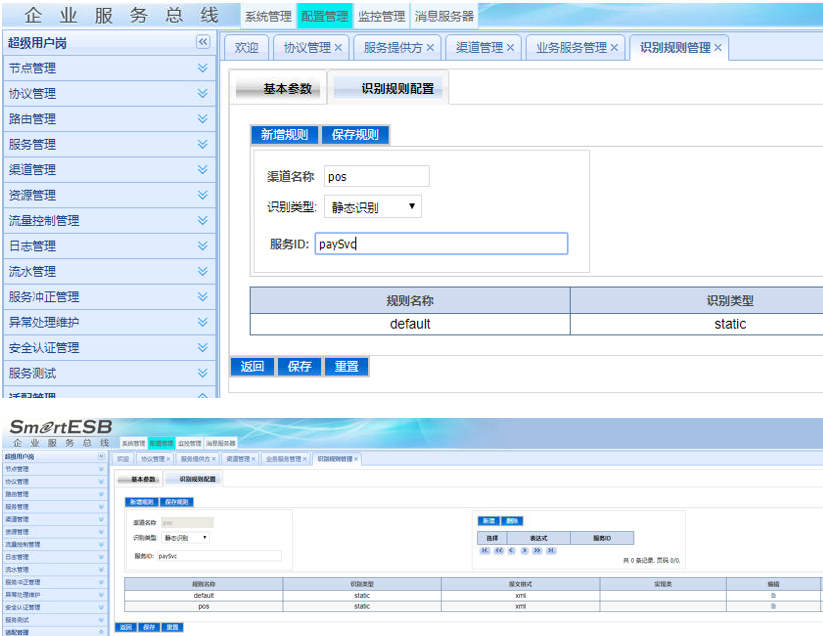 企 业 服 务 总 线 系统管理 配置管理 监控管理 消息服务器
超级用户岗 欢迎 协议管理 × 服务提供方 × 渠道管理 × 业务服务管理 × 识别规则管理 ×
节点管理
协议管理
路由管理
服务管理
渠道管理
资源管理
流量控制管理
日志管理
流水管理
服务冲正管理
异常处理维护
安全认证管理
服务测试
适配管理
基本参数 识别规则配置
新增规则 保存规则
渠道名称 pos
识别类型: 静态识别
服务ID: paySvc
规则名称 识别类型
default static
返回 保存 重置
SmartESB
企 业 服 务 总 线 系统管理 配置管理 监控管理 消息服务器
超级用户岗 欢迎 协议管理 × 服务提供方 × 渠道管理 × 业务服务管理 × 识别规则管理 ×
节点管理
协议管理
路由管理
服务管理
渠道管理
资源管理
流量控制管理
日志管理
流水管理
服务冲正管理
异常处理维护
安全认证管理
服务测试
适配管理
基本参数 识别规则配置
新增规则 保存规则
渠道名称 pos
识别类型: 静态识别
服务ID: paySvc
新增 删除
选择 表达式 服务ID
共 0 条记录, 页码 0/0.
规则名称 识别类型 报文格式 实现类 编辑
default static xml
pos static xml
返回 保存 重置